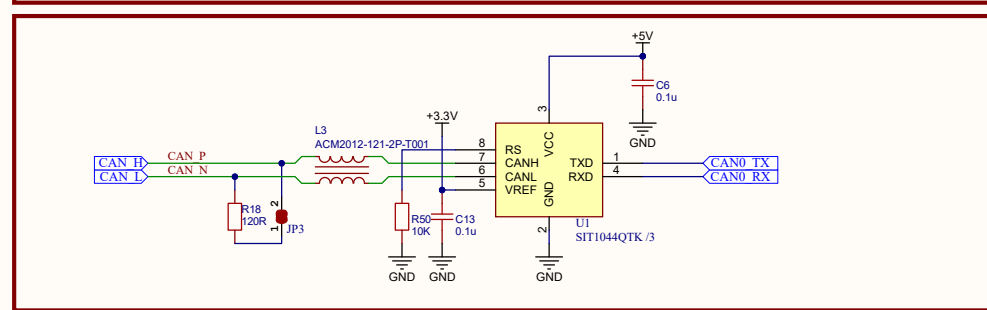 +5V
C6
0.1u
GND
+3.3V
L3
ACM2012-121-2P-T001
3
VCC
8
RS
CAN_H
CAN_P
7
CANH
TXD
1
CAN0_TX
CAN_L
CAN_N
6
CANL
RXD
4
CAN0_RX
5
VREF
GND
2
R18
120R
2
1
JP3
R50
10K
C13
0.1u
U1
SIT1044QTK /3
GND
GND
GND